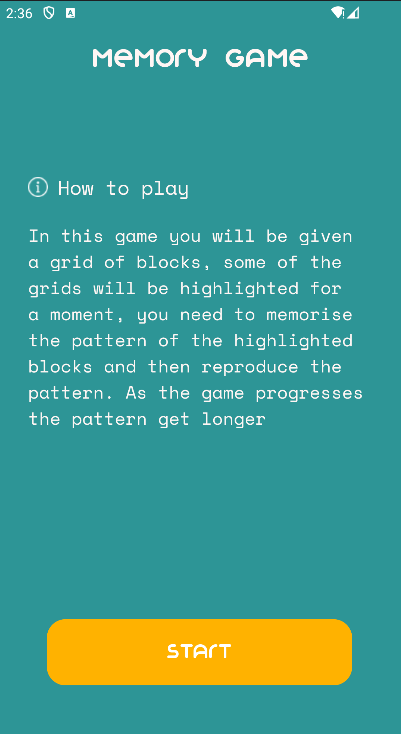 2:36
MEMORY GAME
How to play
In this game you will be given
a grid of blocks, some of the
grids will be highlighted for
a moment, you need to memorise
the pattern of the highlighted
blocks and then reproduce the
pattern. As the game progresses
the pattern get longer
START